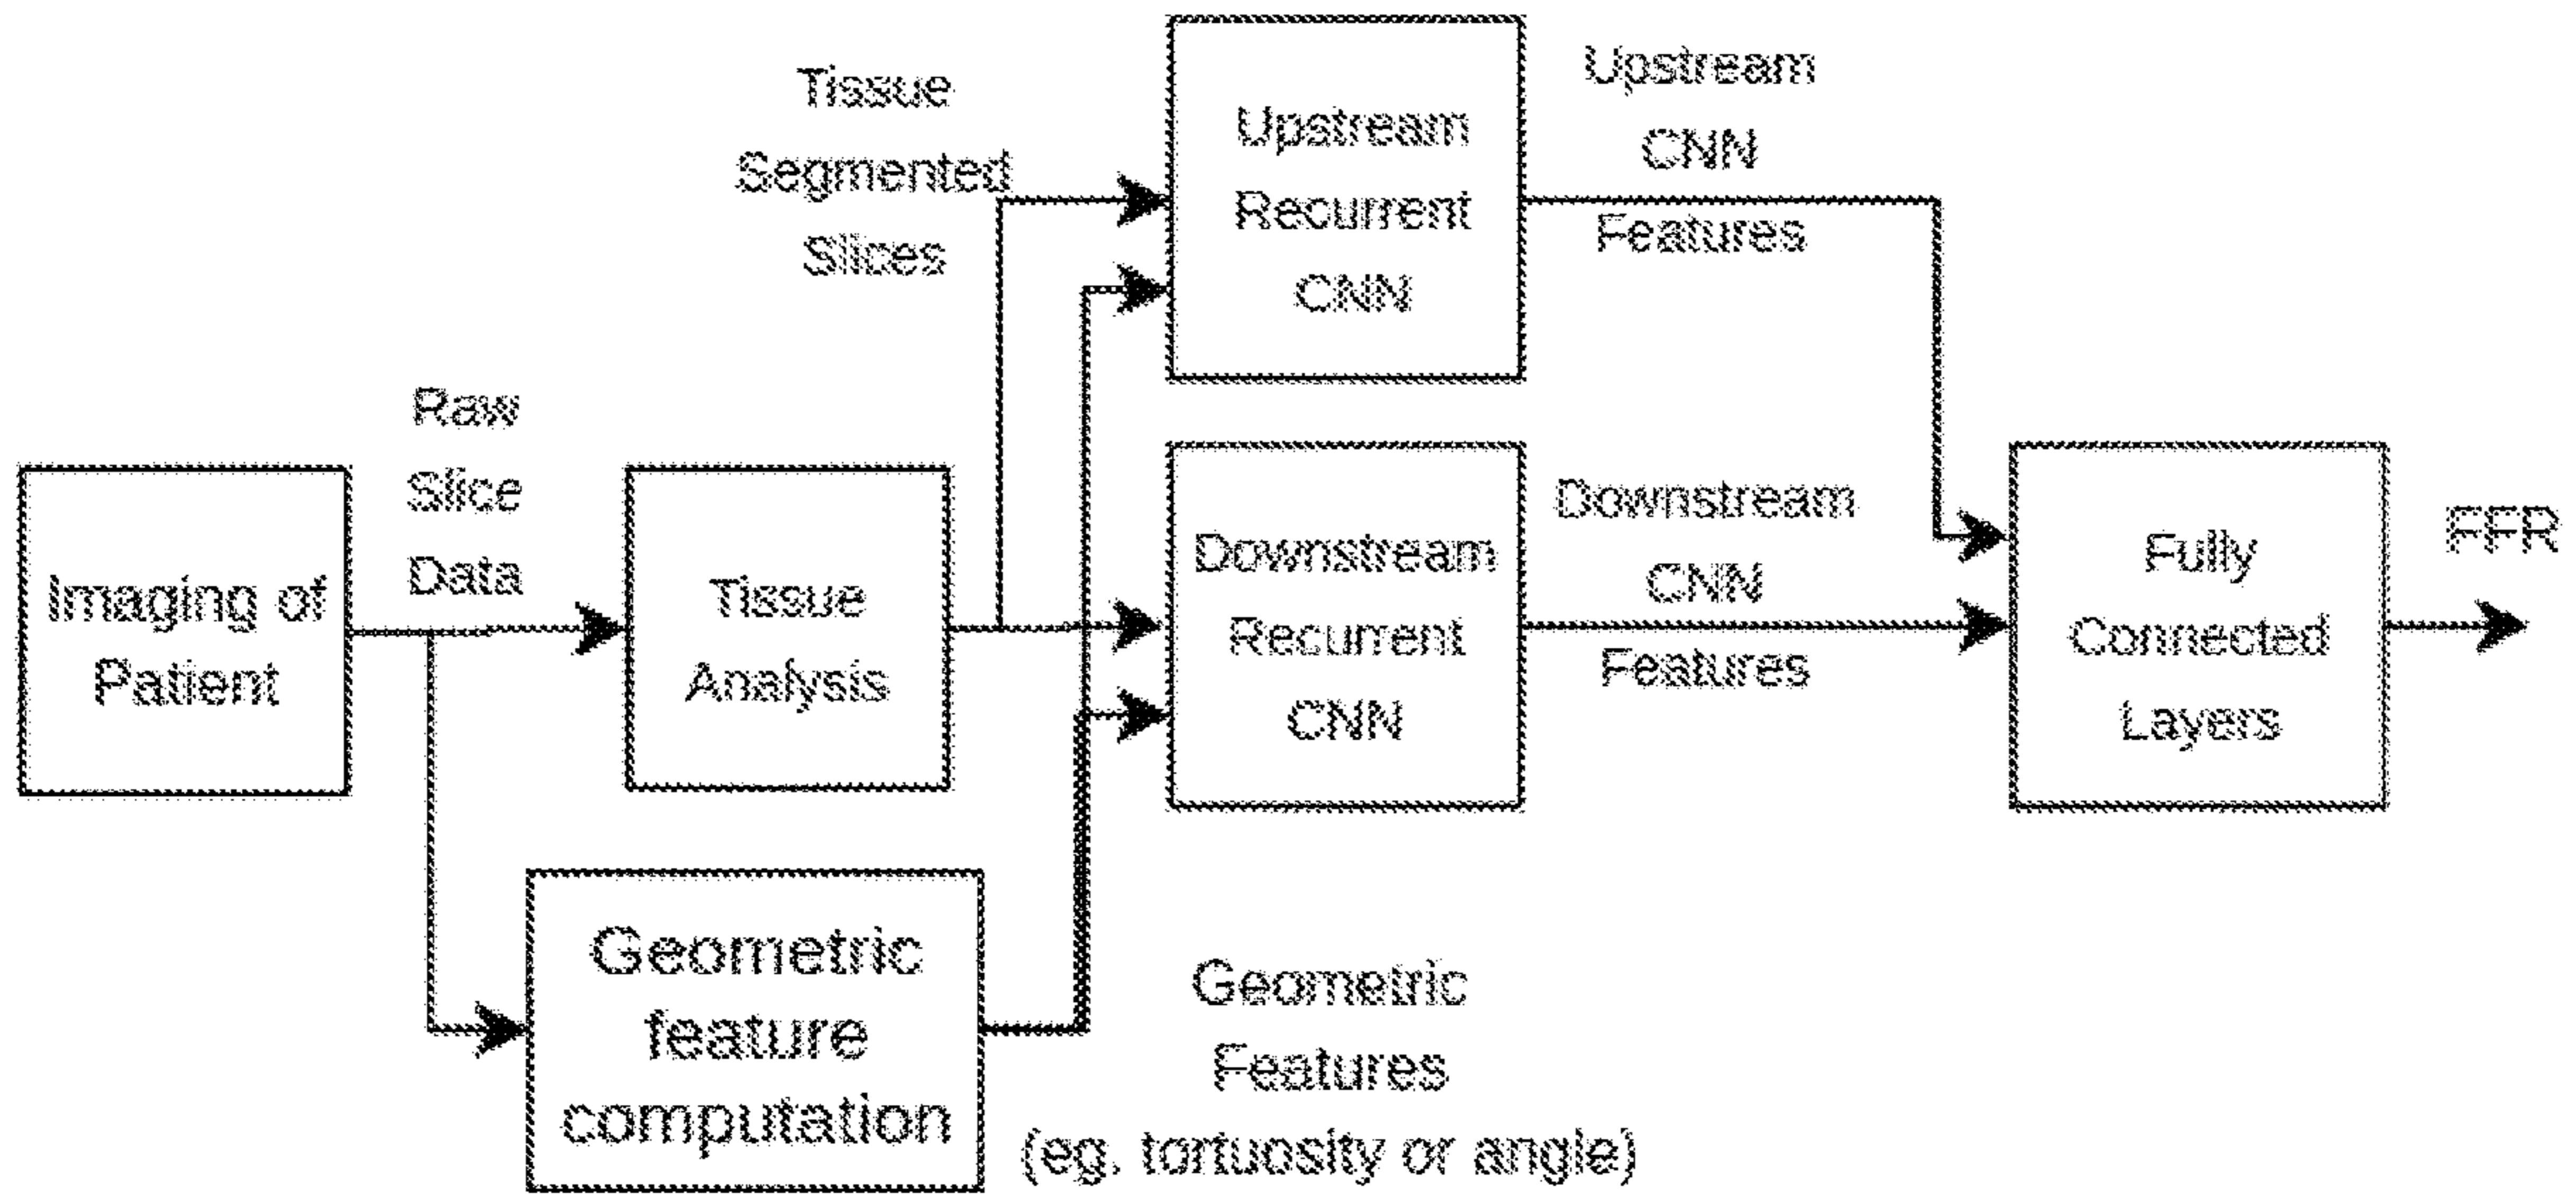 Tissue
Segmented
Slices
Upstream
Recurrent
CNN
Upstream
CNN
Features
Raw
Slice
Data
Imaging of
Patient
Tissue
Analysis
Downstream
Recurrent
CNN
Downstream
CNN
Features
Fully
Connected
Layers
FFR
Geometric
feature
computation
Geometric
Features
(eg. tortuosity or angle)